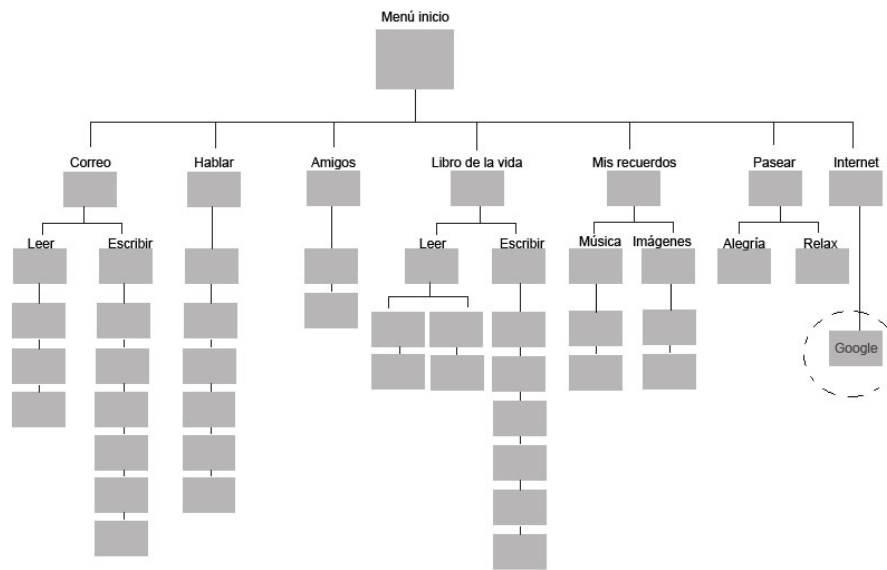 Menú inicio
Correo
Hablar
Amigos
Libro de la vida
Mis recuerdos
Pasear
Internet
Leer
Escribir
Leer
Escribir
Música
Imágenes
Alegría
Relax
Google